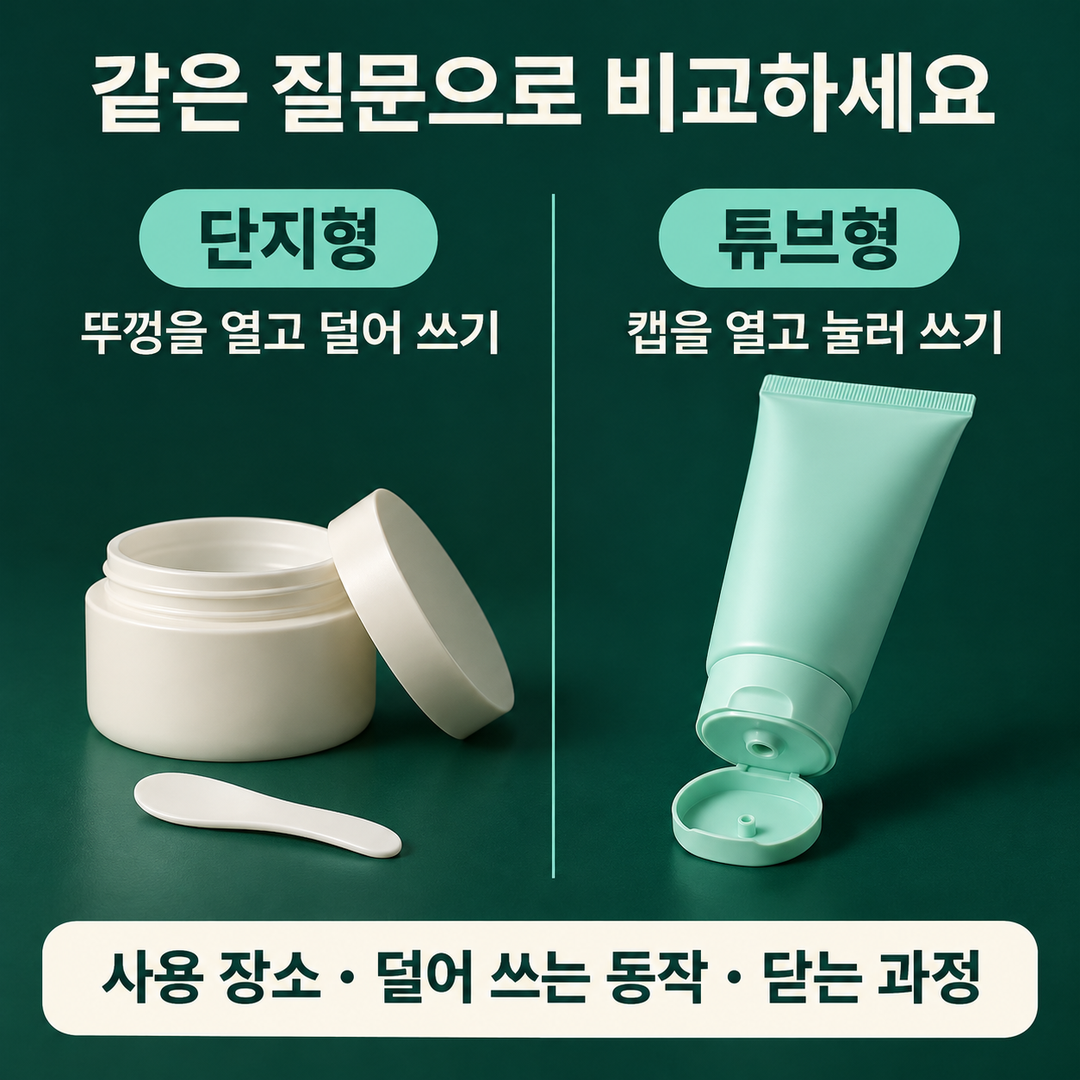 같은 질문으로 비교하세요
단지형
뚜껑을 열고 덜어 쓰기
튜브형
캡을 열고 눌러 쓰기
사용 장소 · 덜어 쓰는 동작 · 닫는 과정